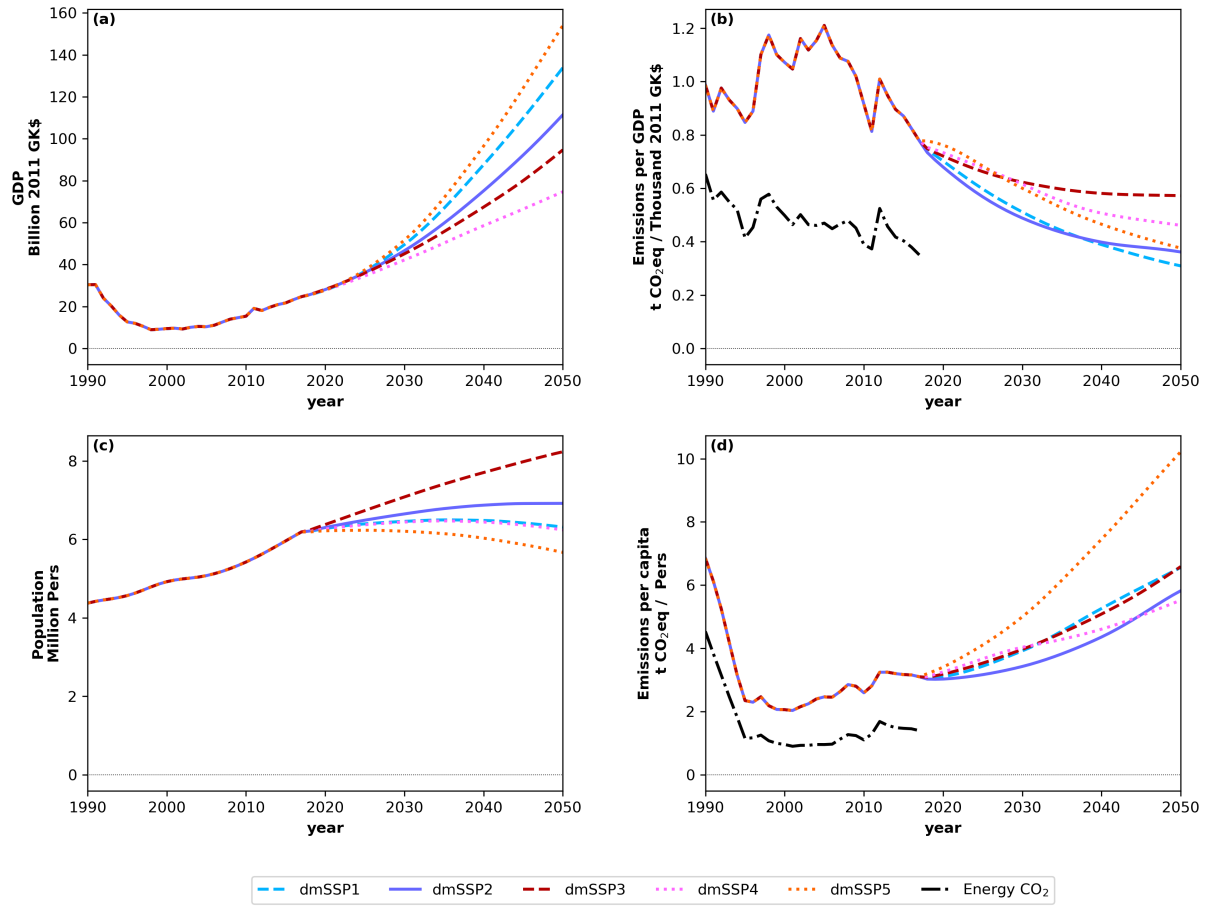 (a)
160
140
120
100
80
60
40
20
0
GDP
Billion 2011 GK$
1990 2000 2010 2020 2030 2040 2050
year
(b)
1.2
1.0
0.8
0.6
0.4
0.2
0.0
Emissions per GDP
t CO₂eq / Thousand 2011 GK$
1990 2000 2010 2020 2030 2040 2050
year
(c)
8
6
4
2
0
Population
Million Pers
1990 2000 2010 2020 2030 2040 2050
year
(d)
10
8
6
4
2
0
Emissions per capita
t CO₂eq / Pers
1990 2000 2010 2020 2030 2040 2050
year
dmSSP1 dmSSP2 dmSSP3 dmSSP4 dmSSP5 Energy CO₂